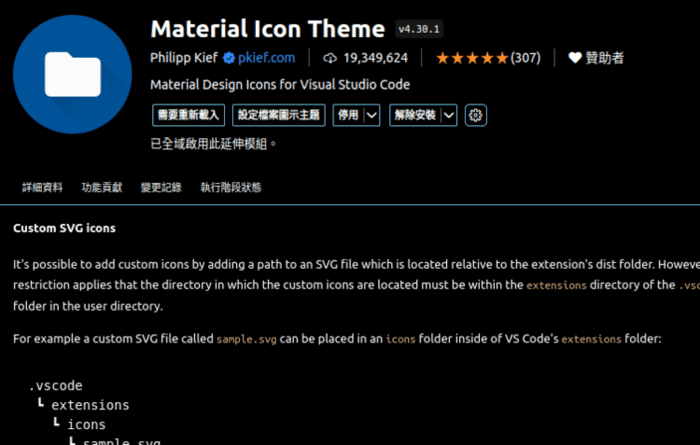 Material Icon Theme v4.30.1
Philipp Kief pkief.com 19,349,624 (307) 贊助者
Material Design Icons for Visual Studio Code
需要重新載入 設定檔案圖示主題 停用 解除安裝
已全域啟用此延伸模組。
詳細資料 功能貢獻 變更記錄 執行階段狀態
Custom SVG icons
It's possible to add custom icons by adding a path to an SVG file which is located relative to the extension's dist folder. Howeve
restriction applies that the directory in which the custom icons are located must be within the extensions directory of the .vsc
folder in the user directory.
For example a custom SVG file called sample.svg can be placed in an icons folder inside of VS Code's extensions folder:
.vscode
┗ extensions
┗ icons
┗ sample.svg